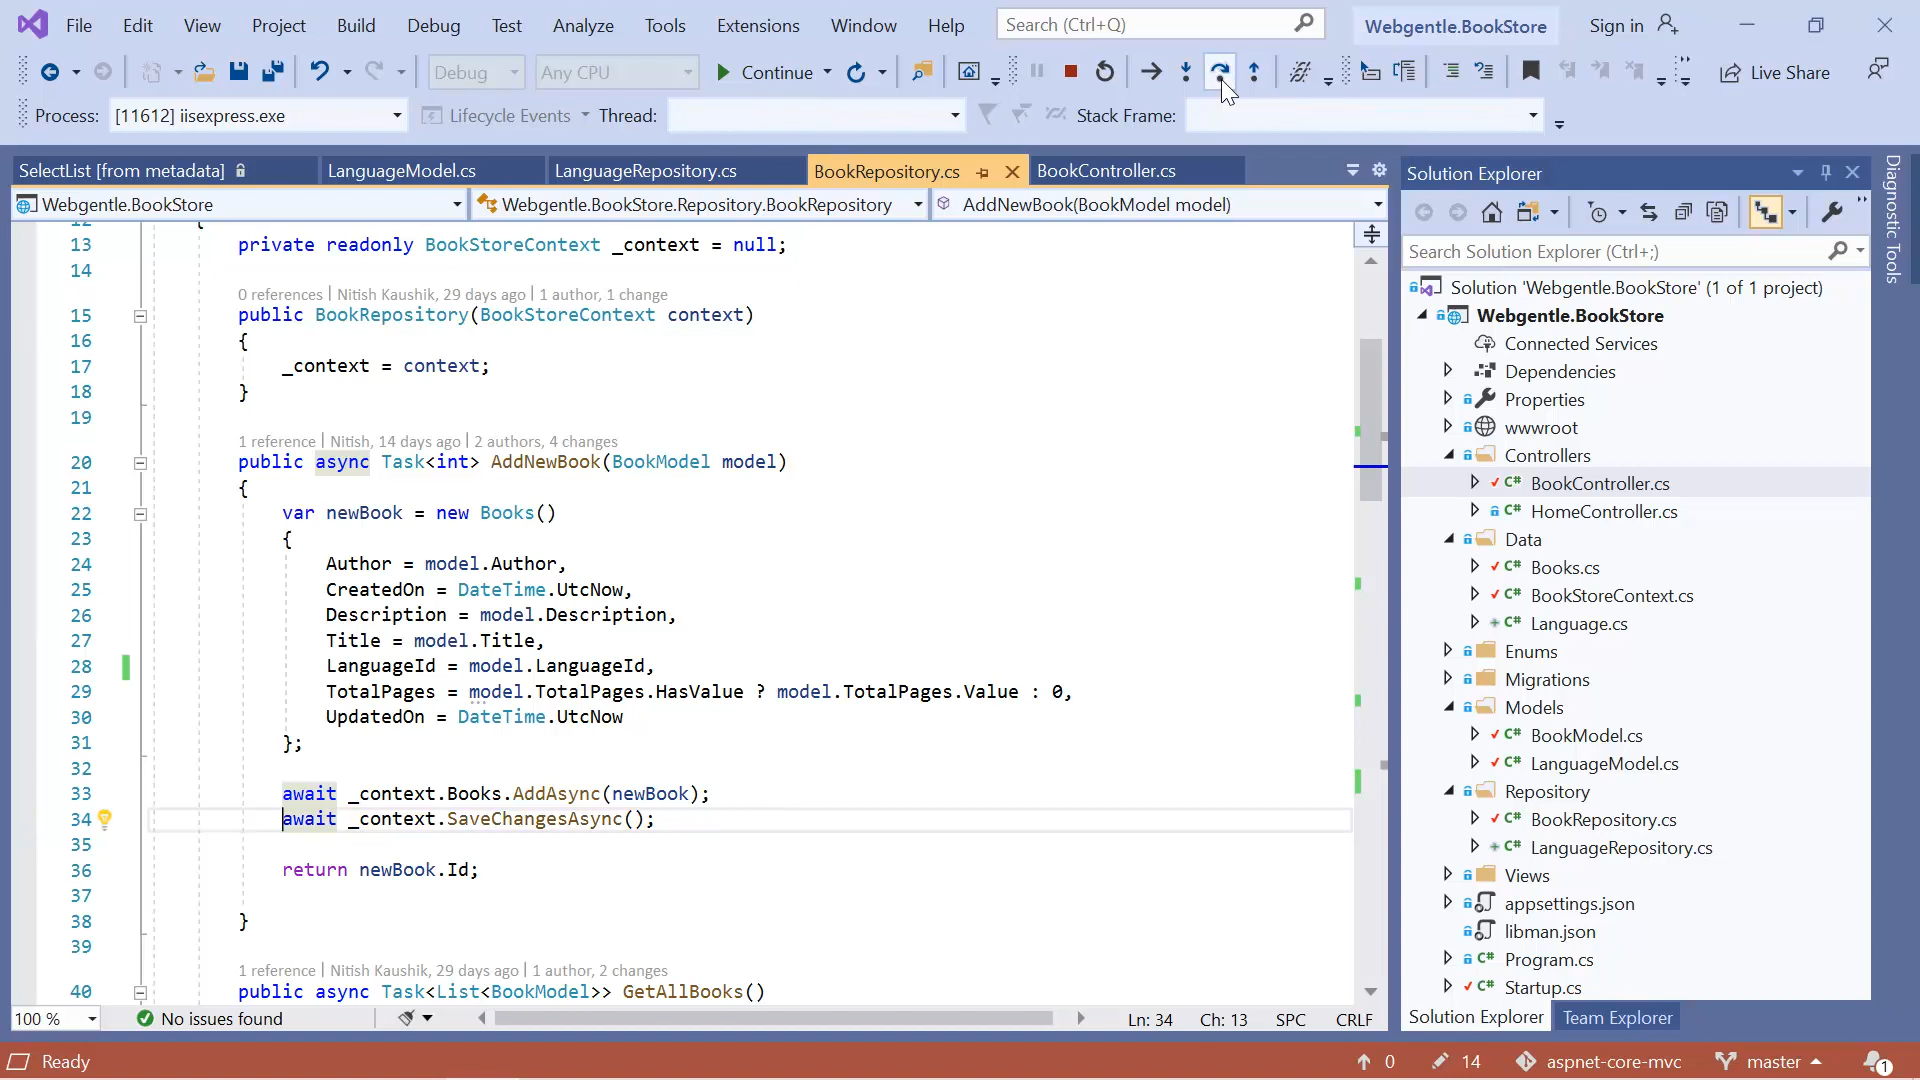 File Edit View Project Build Debug Test Analyze Tools Extensions Window Help Search (Ctrl+Q) Webgentle.BookStore Sign in
Debug Any CPU Continue Live Share
Process: [11612] iisexpress.exe Lifecycle Events Thread: Stack Frame:
SelectList [from metadata] LanguageModel.cs LanguageRepository.cs BookRepository.cs BookController.cs
Webgentle.BookStore Webgentle.BookStore.Repository.BookRepository AddNewBook(BookModel model)
12 {
13 private readonly BookStoreContext _context = null;
14
0 references | Nitish Kaushik, 29 days ago | 1 author, 1 change
15 public BookRepository(BookStoreContext context)
16 {
17 _context = context;
18 }
19
1 reference | Nitish, 14 days ago | 2 authors, 4 changes
20 public async Task<int> AddNewBook(BookModel model)
21 {
22 var newBook = new Books()
23 {
24 Author = model.Author,
25 CreatedOn = DateTime.UtcNow,
26 Description = model.Description,
27 Title = model.Title,
28 LanguageId = model.LanguageId,
29 TotalPages = model.TotalPages.HasValue ? model.TotalPages.Value : 0,
30 UpdatedOn = DateTime.UtcNow
31 };
32
33 await _context.Books.AddAsync(newBook);
34 await _context.SaveChangesAsync();
35
36 return newBook.Id;
37
38 }
39
1 reference | Nitish Kaushik, 29 days ago | 1 author, 2 changes
40 public async Task<List<BookModel>> GetAllBooks()
100 % No issues found Ln: 34 Ch: 13 SPC CRLF
Solution Explorer
Search Solution Explorer (Ctrl+;)
Solution 'Webgentle.BookStore' (1 of 1 project)
Webgentle.BookStore
Connected Services
Dependencies
Properties
wwwroot
Controllers
C# BookController.cs
C# HomeController.cs
Data
C# Books.cs
C# BookStoreContext.cs
C# Language.cs
Enums
Migrations
Models
C# BookModel.cs
C# LanguageModel.cs
Repository
C# BookRepository.cs
C# LanguageRepository.cs
Views
appsettings.json
libman.json
C# Program.cs
C# Startup.cs
Solution Explorer Team Explorer
Diagnostic Tools
Ready 0 14 aspnet-core-mvc master 1